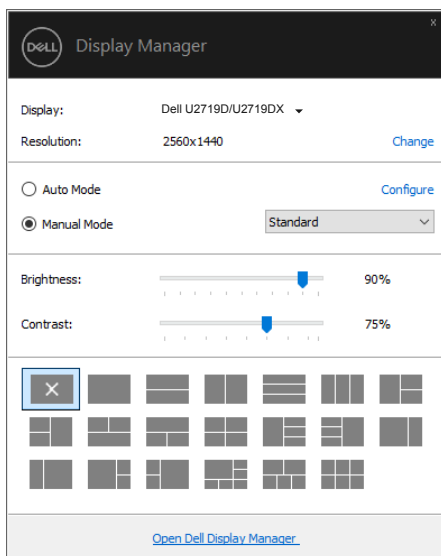 x
DELL Display Manager
Display: Dell U2719D/U2719DX
Resolution: 2560x1440 Change
Auto Mode Configure
Manual Mode Standard
Brightness: 90%
Contrast: 75%
Open Dell Display Manager